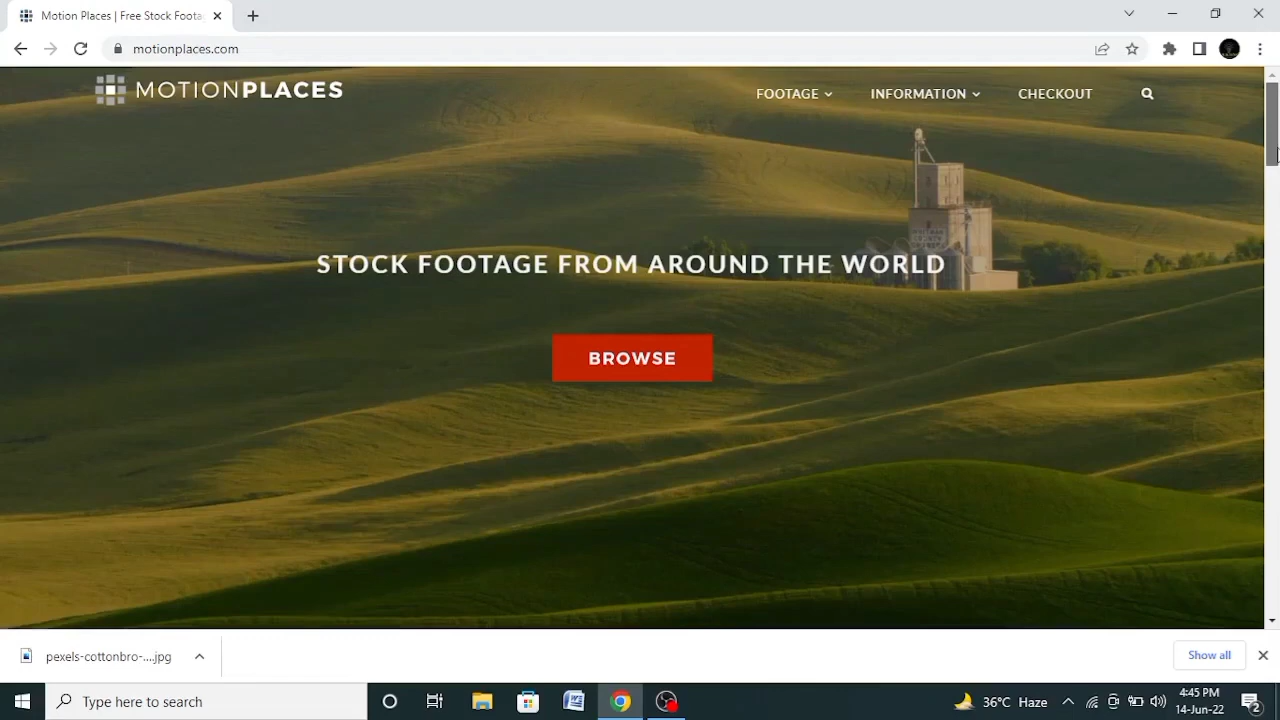 Motion Places | Free Stock Foota
motionplaces.com
MOTIONPLACES
FOOTAGE
INFORMATION
CHECKOUT
STOCK FOOTAGE FROM AROUND THE WORLD
BROWSE
pexels-cottonbro-....jpg
Show all
Type here to search
36°C Haze
4:45 PM
14-Jun-22
2